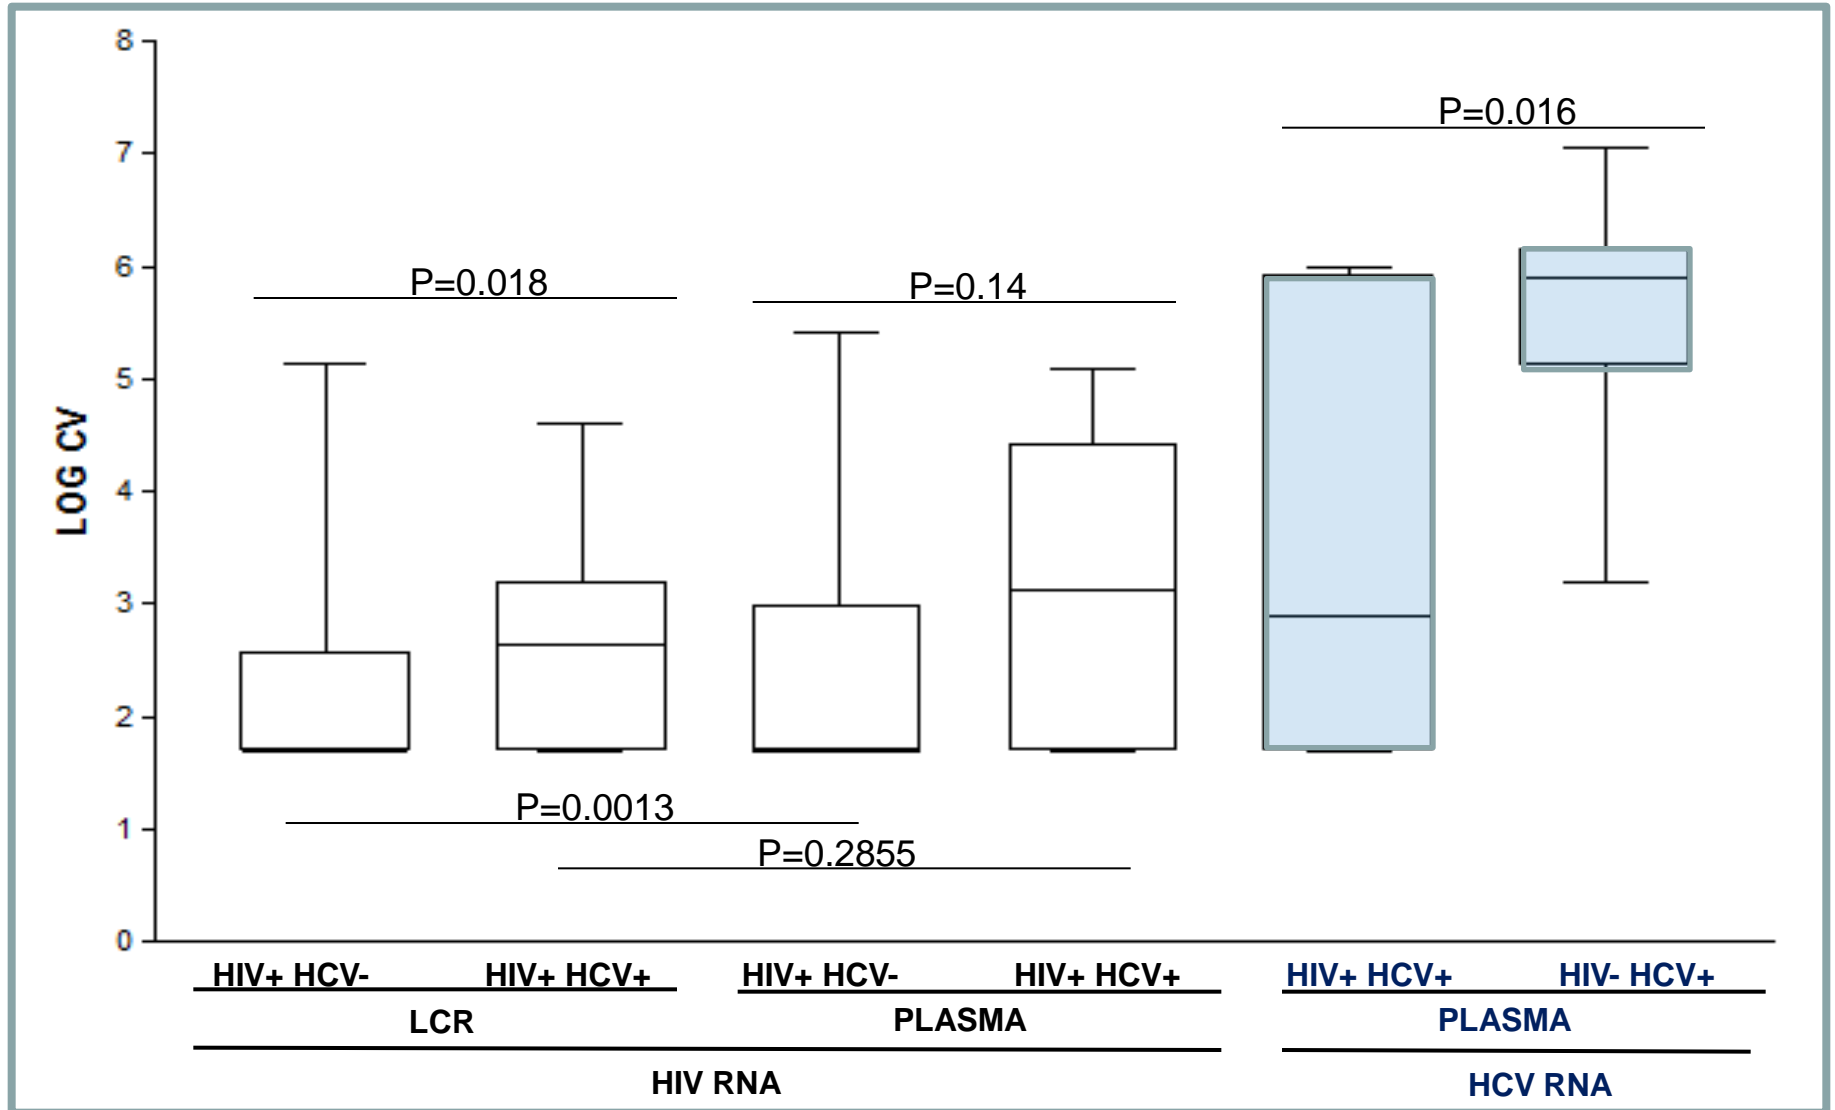 8
P=0.016
7
6
P=0.018
P=0.14
5
LOG CV
4
3
2
P=0.0013
1
P=0.2855
0
HIV+ HCV- HIV+ HCV+ HIV+ HCV- HIV+ HCV+ HIV+ HCV+ HIV- HCV+
LCR PLASMA PLASMA
HIV RNA HCV RNA